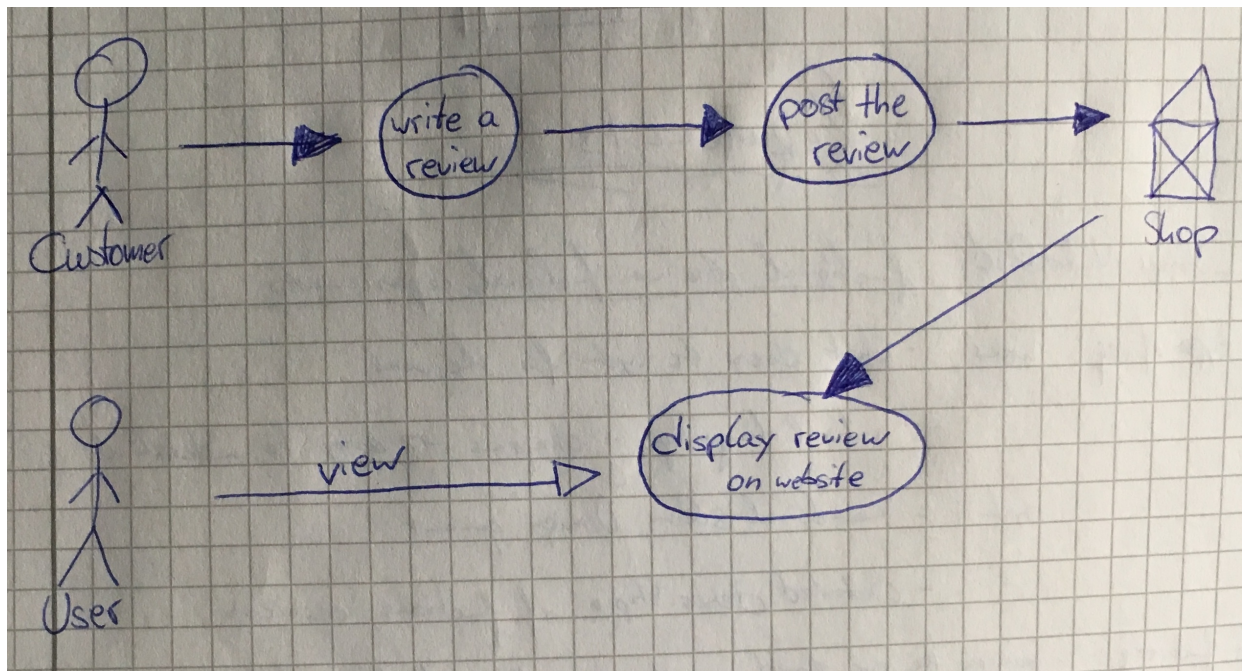 write a
review
post the
review
Customer
Shop
view
display review
on website
User